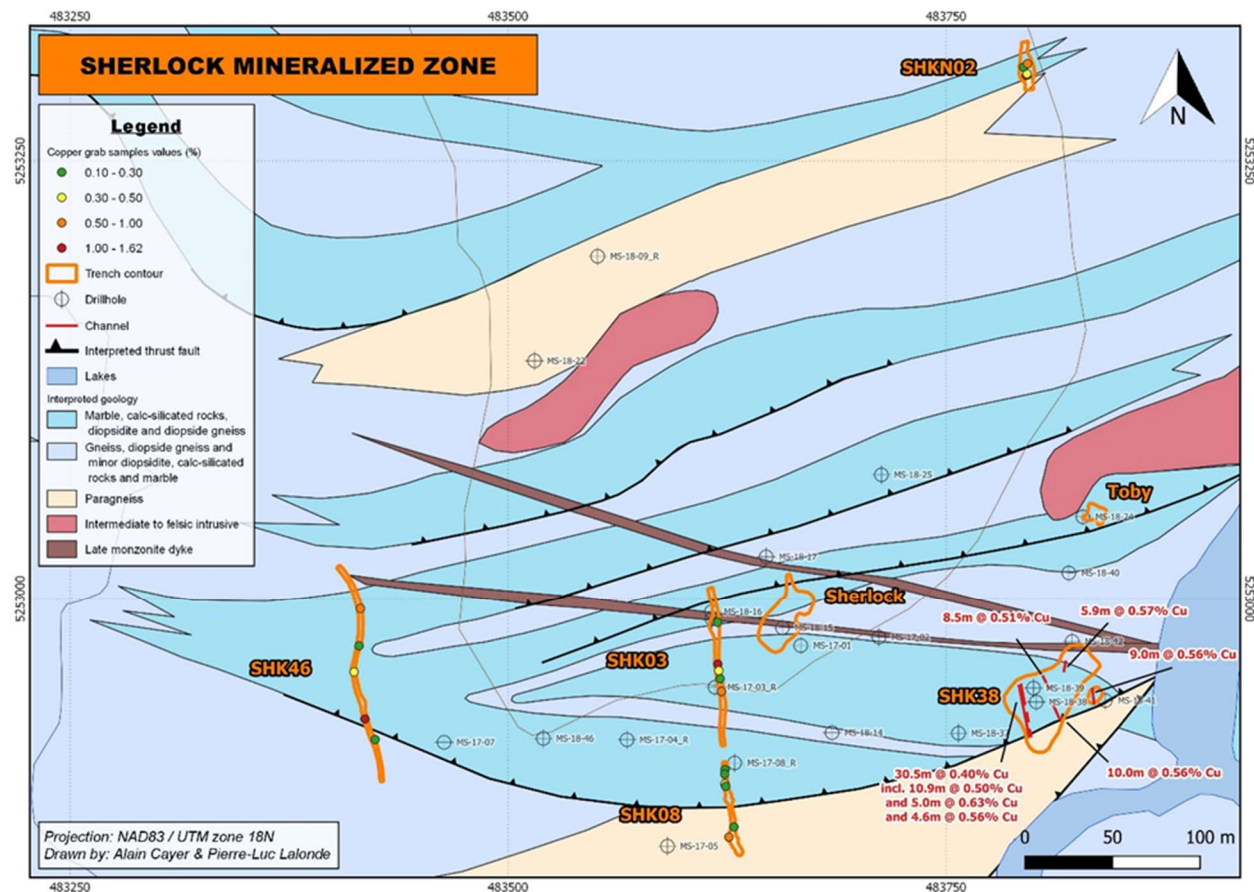 483250
483500
483750
SHERLOCK MINERALIZED ZONE
SHKN02
N
5253250
5253250
Legend
Copper grab samples values (%)
0.10 - 0.30
0.30 - 0.50
0.50 - 1.00
1.00 - 1.62
Trench contour
Drillhole
Channel
Interpreted thrust fault
Lakes
Interpreted geology
Marble, calc-silicated rocks,
diopsidite and diopside gneiss
Gneiss, diopside gneiss and
minor diopsidite, calc-silicated
rocks and marble
Paragneiss
Intermediate to felsic intrusive
Late monzonite dyke
MS-18-09_R
MS-18-22
MS-18-25
Toby
MS-18-24
MS-18-17
MS-18-40
5253000
5253000
Sherlock
MS-18-16
8.5m @ 0.51% Cu
5.9m @ 0.57% Cu
MS-18-15
MS-17-02
MS-17-01
9.0m @ 0.56% Cu
SHK46
SHK03
SHK38
MS-17-03_R
MS-18-39
MS-18-38
MS-18-41
MS-17-07
MS-18-46
MS-17-04_R
MS-18-14
MS-18-37
MS-17-08_R
30.5m @ 0.40% Cu
incl. 10.9m @ 0.50% Cu
and 5.0m @ 0.63% Cu
and 4.6m @ 0.56% Cu
10.0m @ 0.56% Cu
SHK08
MS-17-05
Projection: NAD83 / UTM zone 18N
Drawn by: Alain Cayer & Pierre-Luc Lalonde
0 50 100 m
483250
483500
483750